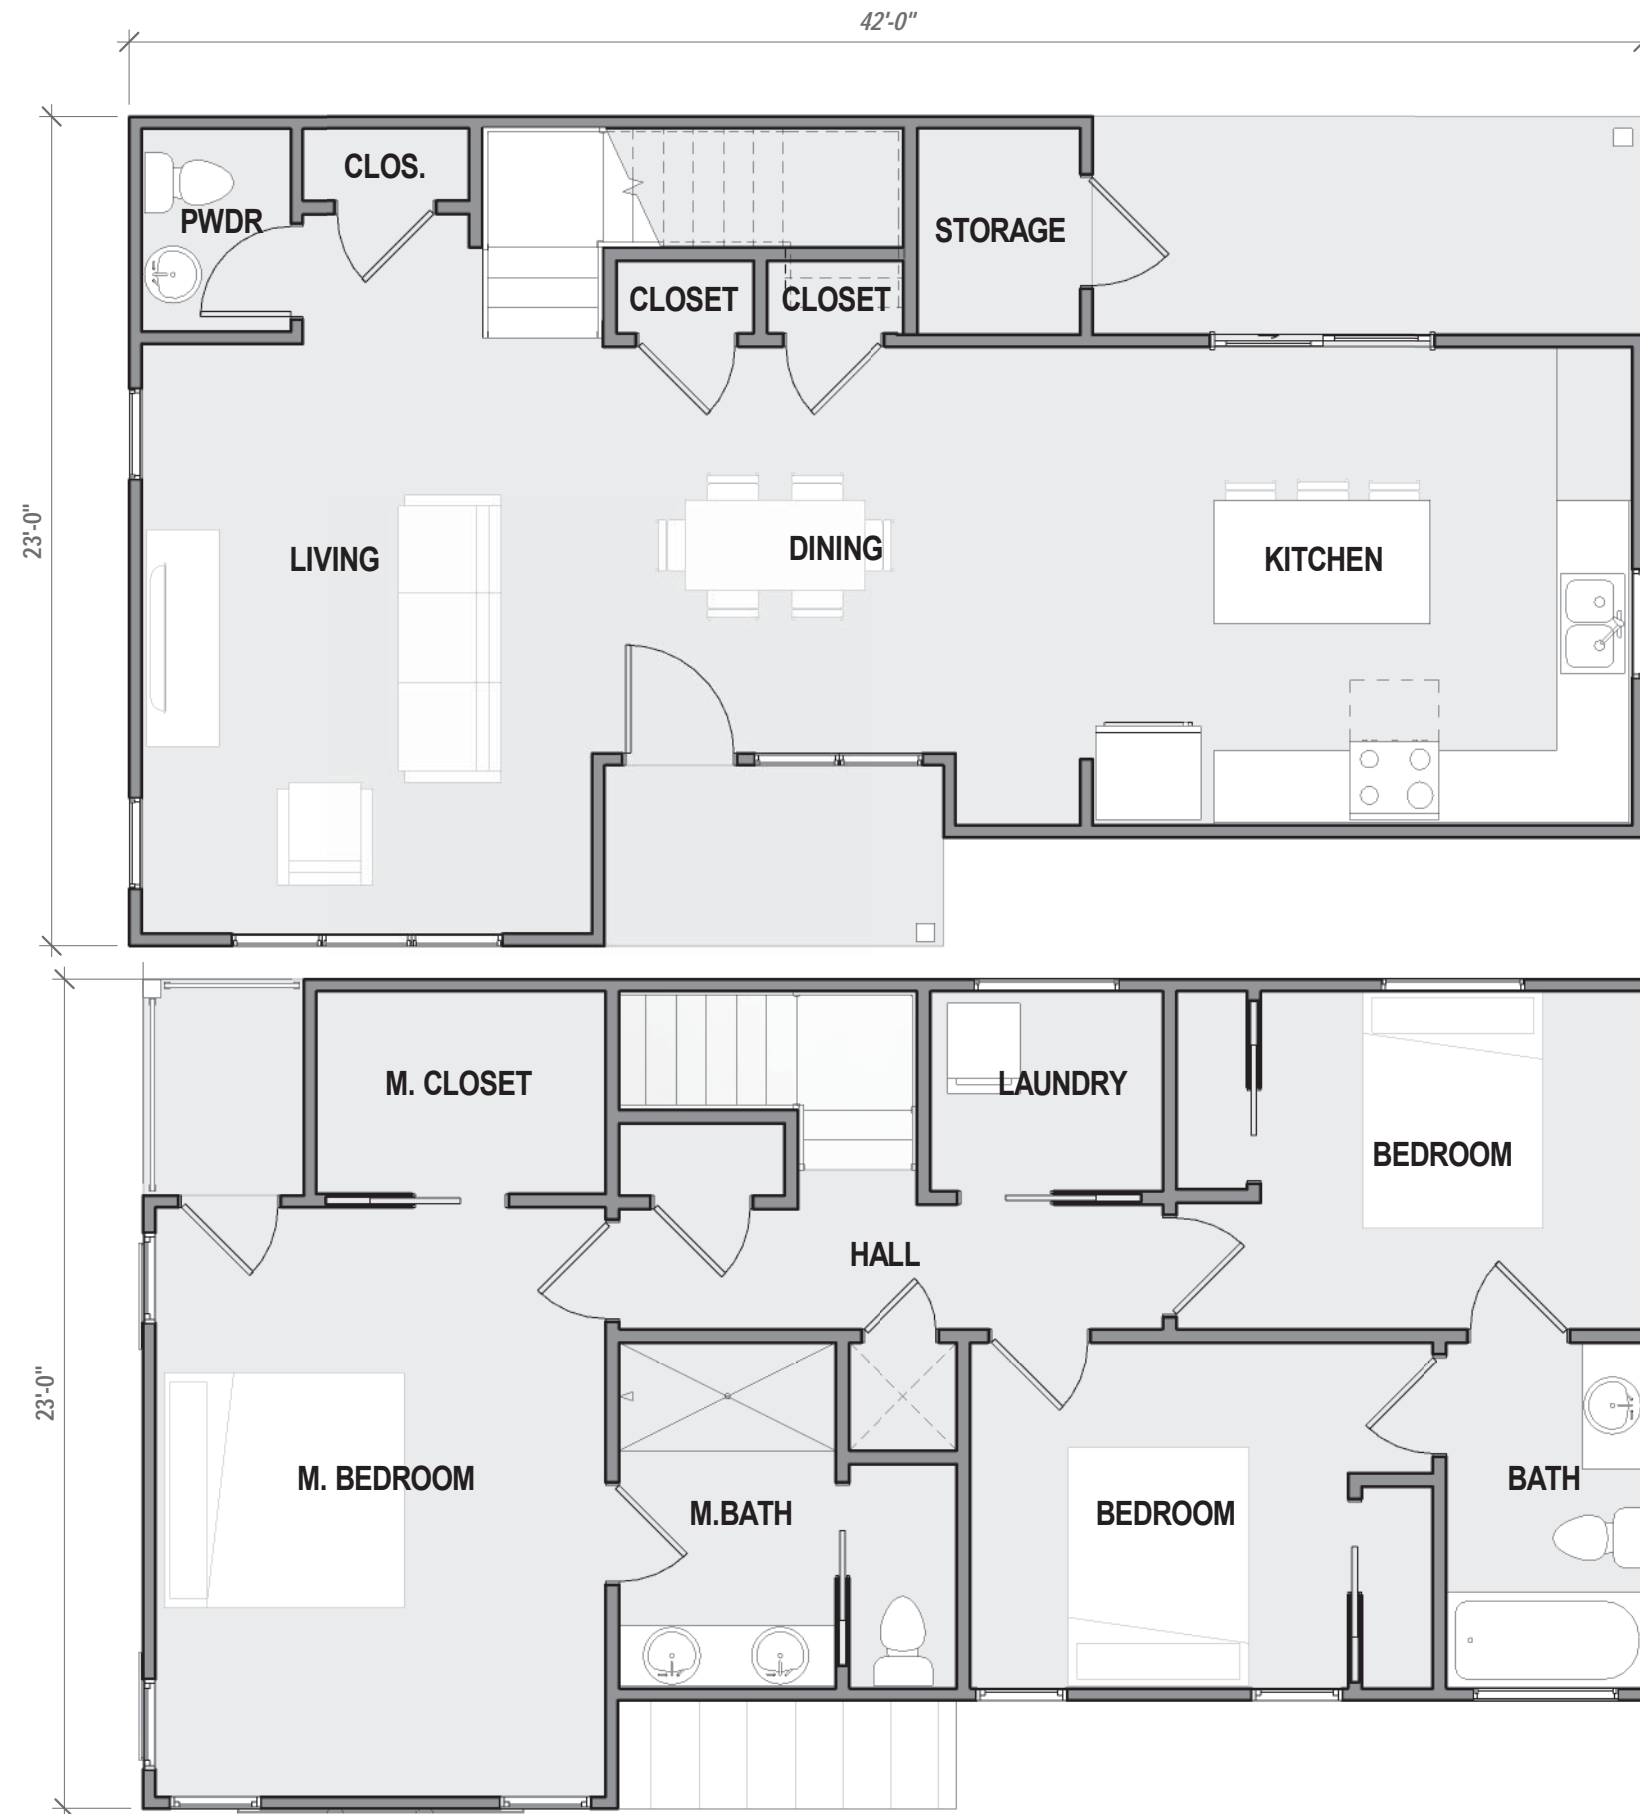 42'-0"
CLOS.
PWDR
STORAGE
CLOSET
CLOSET
23'-0"
LIVING
DINING
KITCHEN
M. CLOSET
LAUNDRY
BEDROOM
HALL
23'-0"
M. BEDROOM
M.BATH
BEDROOM
BATH